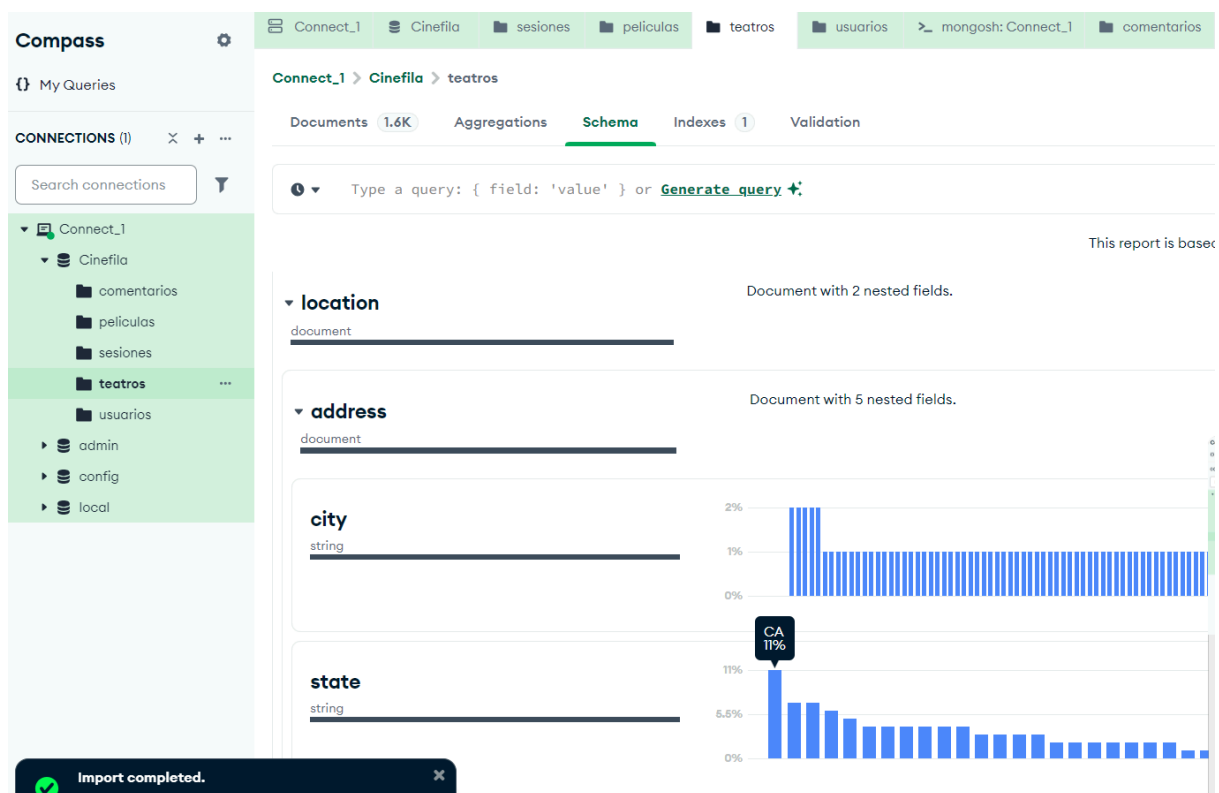 Compass
{} My Queries
CONNECTIONS (1)
Search connections
Connect_1
Cinefila
comentarios
peliculas
sesiones
teatros
usuarios
admin
config
local
Import completed.
Connect_1 Cinefila sesiones peliculas teatros usuarios >_ mongosh: Connect_1 comentarios
Connect_1 > Cinefila > teatros
Documents 1.6K Aggregations Schema Indexes 1 Validation
Type a query: { field: 'value' } or Generate query
This report is based
location
document
Document with 2 nested fields.
address
document
Document with 5 nested fields.
city
string
2%
1%
0%
state
string
CA
11%
11%
5.5%
0%